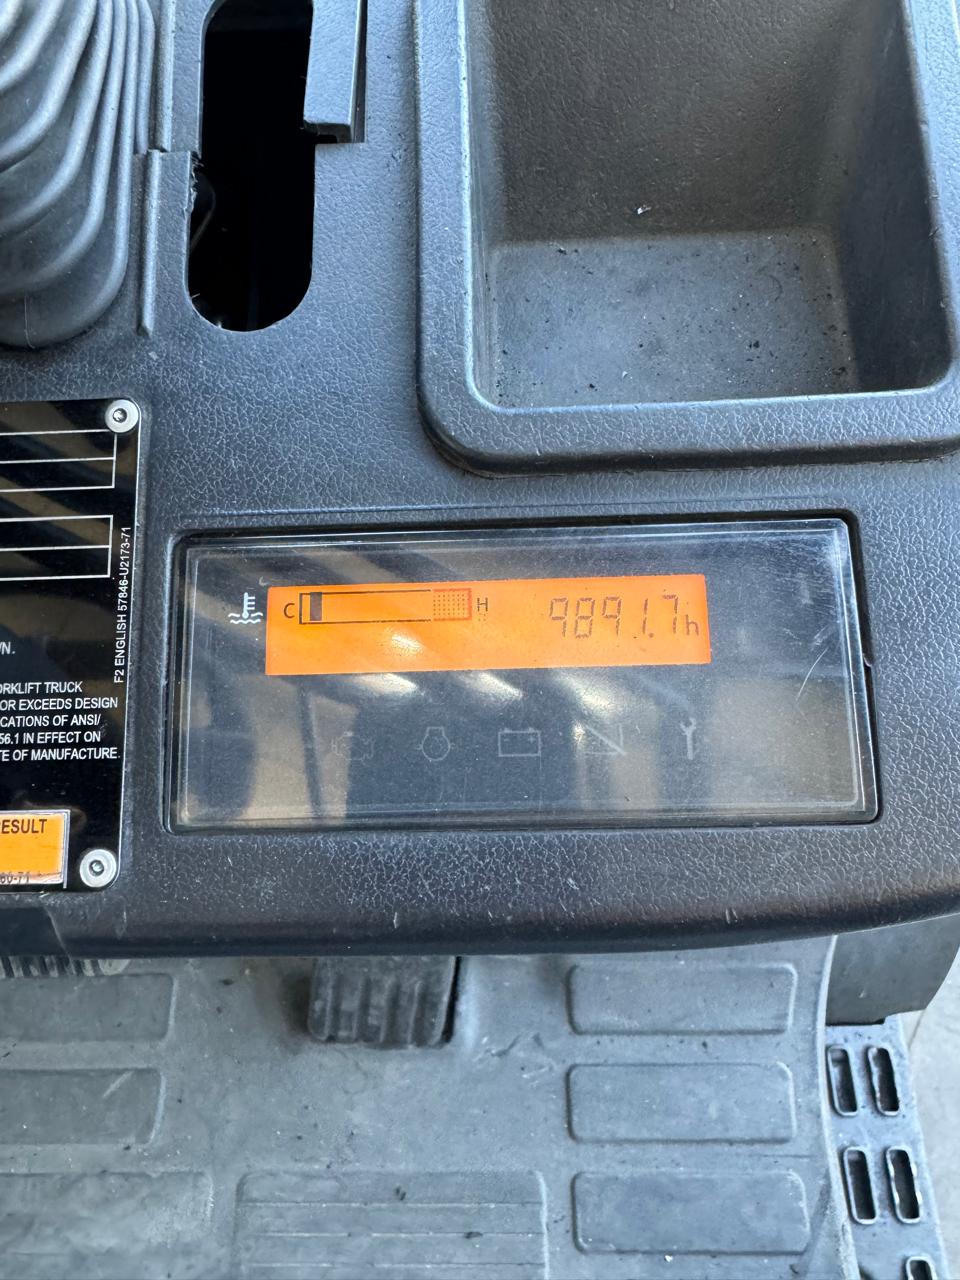 F2 ENGLISH 57846-U2173-71
ORKLIFT TRUCK
OR EXCEEDS DESIGN
CATIONS OF ANSI/
56.1 IN EFFECT ON
TE OF MANUFACTURE.
ESULT
C H 9891.7h